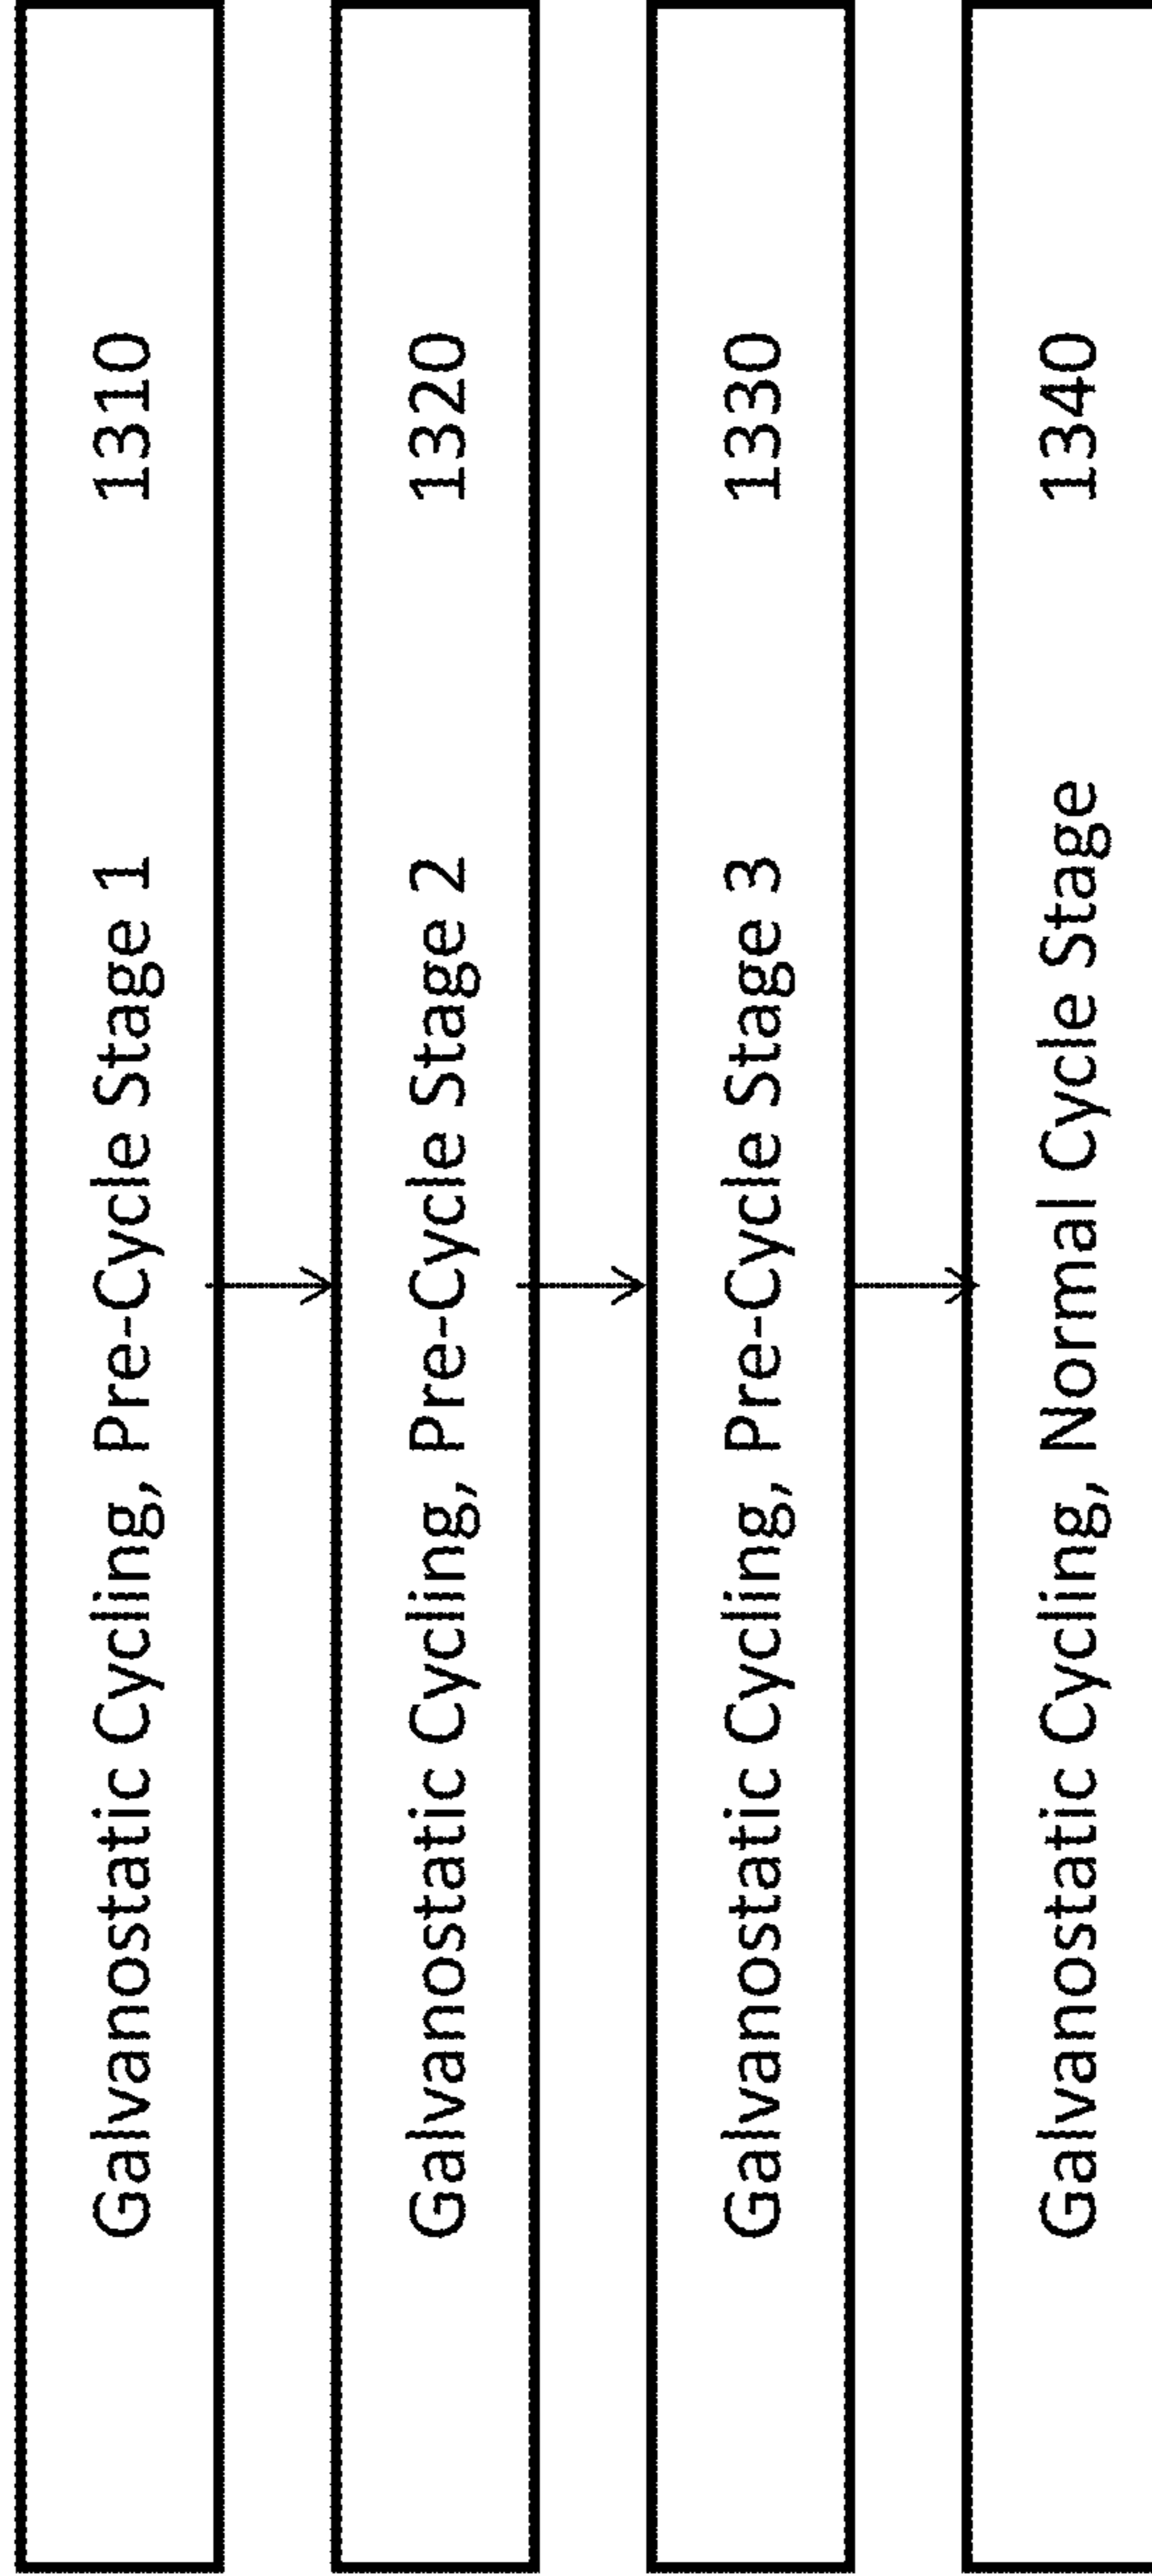 Galvanostatic Cycling, Pre-Cycle Stage 1 1310
Galvanostatic Cycling, Pre-Cycle Stage 2 1320
Galvanostatic Cycling, Pre-Cycle Stage 3 1330
Galvanostatic Cycling, Normal Cycle Stage 1340